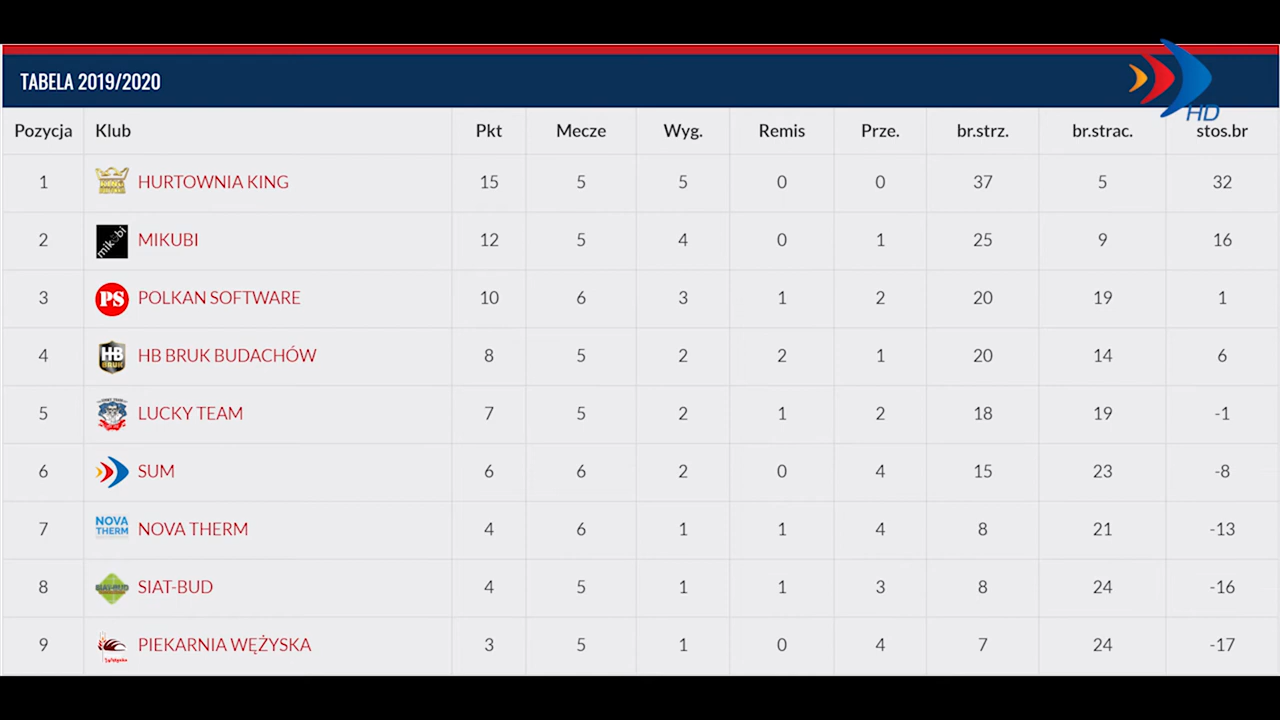 HD
TABELA 2019/2020
Pozycja Klub Pkt Mecze Wyg. Remis Prze. br.strz. br.strac. stos.br
1 HURTOWNIA KING 15 5 5 0 0 37 5 32
2 mikobi MIKUBI 12 5 4 0 1 25 9 16
3 PS POLKAN SOFTWARE 10 6 3 1 2 20 19 1
4 HB BRUK HB BRUK BUDACHÓW 8 5 2 2 1 20 14 6
5 LUCKY TEAM 7 5 2 1 2 18 19 -1
6 SUM 6 6 2 0 4 15 23 -8
7 NOVA THERM NOVA THERM 4 6 1 1 4 8 21 -13
8 SIAT-BUD SIAT-BUD 4 5 1 1 3 8 24 -16
9 PIEKARNIA WĘŻYSKA 3 5 1 0 4 7 24 -17